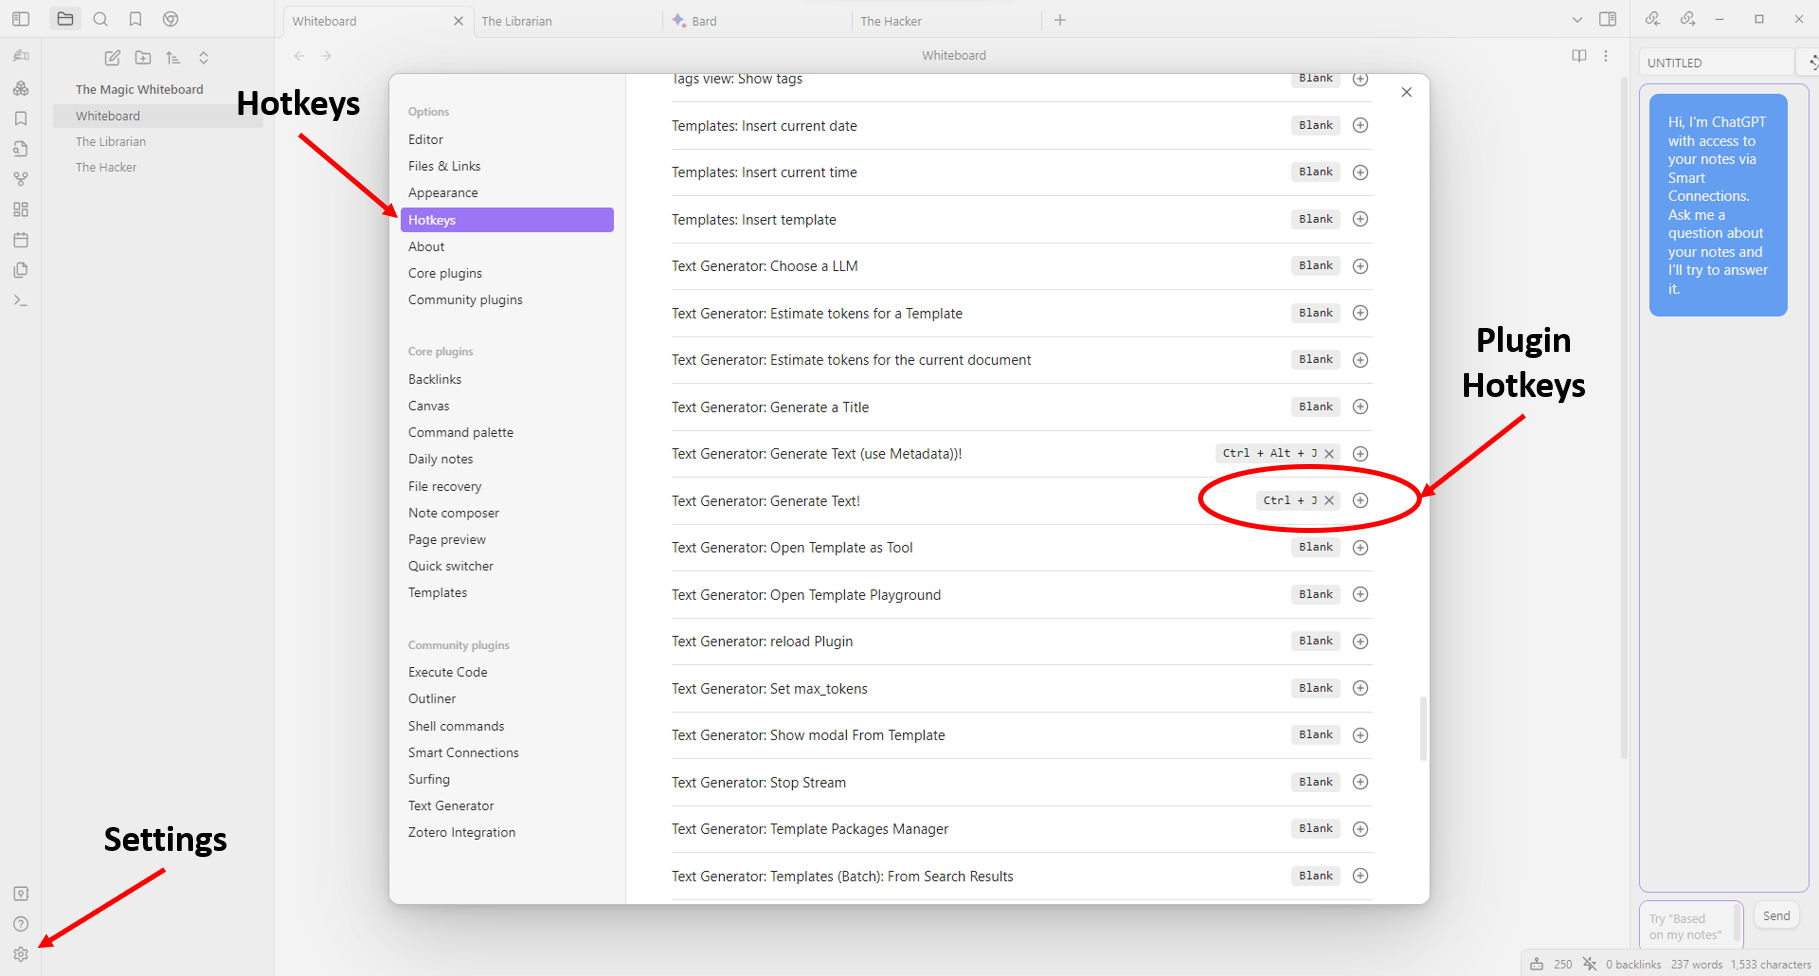 Whiteboard
The Librarian
Bard
The Hacker
Whiteboard
UNTITLED
The Magic Whiteboard
Whiteboard
The Librarian
The Hacker
Hotkeys
Settings
Options
Editor
Files & Links
Appearance
Hotkeys
About
Core plugins
Community plugins
Core plugins
Backlinks
Canvas
Command palette
Daily notes
File recovery
Note composer
Page preview
Quick switcher
Templates
Community plugins
Execute Code
Outliner
Shell commands
Smart Connections
Surfing
Text Generator
Zotero Integration
Tags view: Show tags Blank
Templates: Insert current date Blank
Templates: Insert current time Blank
Templates: Insert template Blank
Text Generator: Choose a LLM Blank
Text Generator: Estimate tokens for a Template Blank
Text Generator: Estimate tokens for the current document Blank
Text Generator: Generate a Title Blank
Text Generator: Generate Text (use Metadata))! Ctrl + Alt + J
Text Generator: Generate Text! Ctrl + J
Text Generator: Open Template as Tool Blank
Text Generator: Open Template Playground Blank
Text Generator: reload Plugin Blank
Text Generator: Set max_tokens Blank
Text Generator: Show modal From Template Blank
Text Generator: Stop Stream Blank
Text Generator: Template Packages Manager Blank
Text Generator: Templates (Batch): From Search Results Blank
Plugin
Hotkeys
Hi, I'm ChatGPT
with access to
your notes via
Smart
Connections.
Ask me a
question about
your notes and
I'll try to answer
it.
Try "Based
on my notes"
Send
250 0 backlinks 237 words 1,533 characters